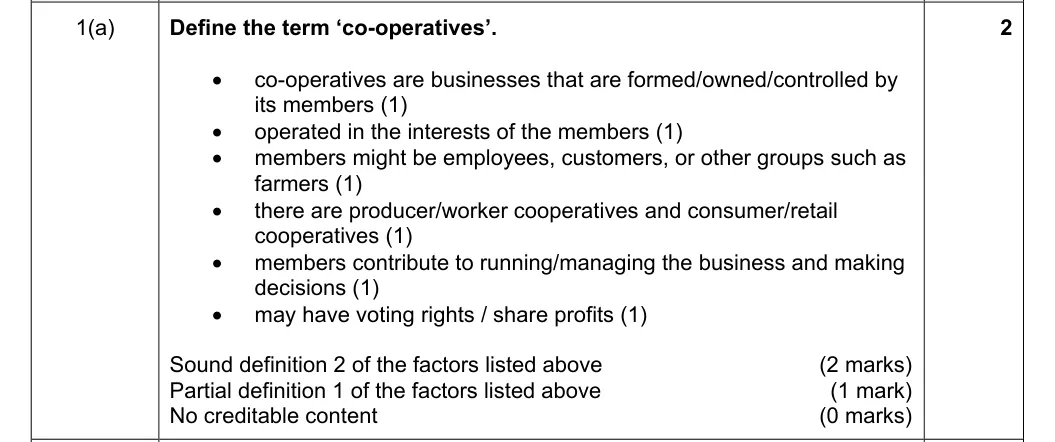 1(a) Define the term ‘co-operatives’. 2
• co-operatives are businesses that are formed/owned/controlled by
its members (1)
• operated in the interests of the members (1)
• members might be employees, customers, or other groups such as
farmers (1)
• there are producer/worker cooperatives and consumer/retail
cooperatives (1)
• members contribute to running/managing the business and making
decisions (1)
• may have voting rights / share profits (1)
Sound definition 2 of the factors listed above (2 marks)
Partial definition 1 of the factors listed above (1 mark)
No creditable content (0 marks)